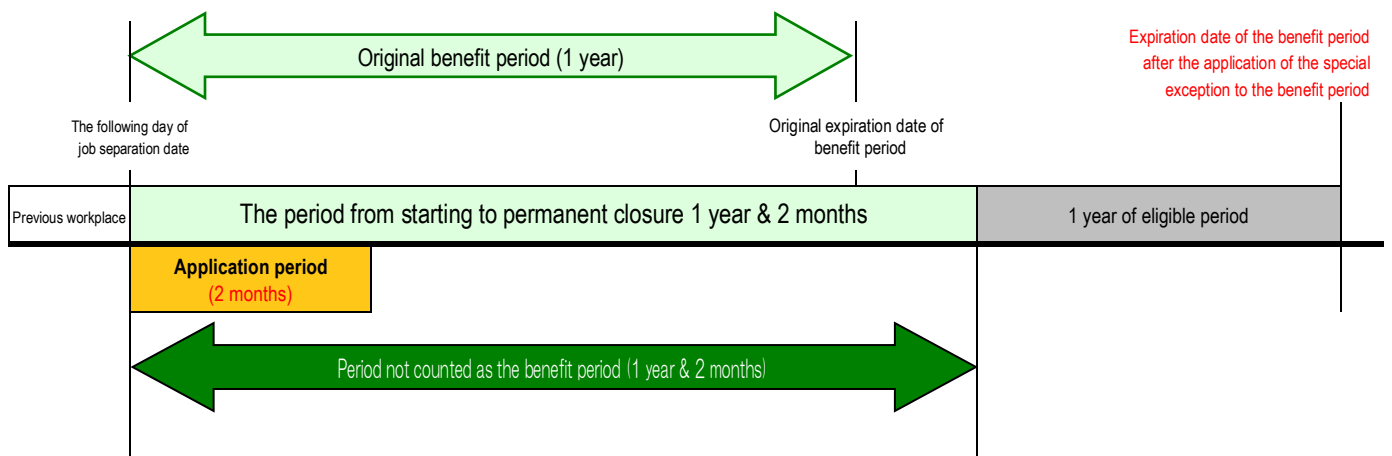 Original benefit period (1 year)
Expiration date of the benefit period
after the application of the special
exception to the benefit period
The following day of
job separation date
Original expiration date of
benefit period
Previous workplace
The period from starting to permanent closure 1 year & 2 months
1 year of eligible period
Application period
(2 months)
Period not counted as the benefit period (1 year & 2 months)